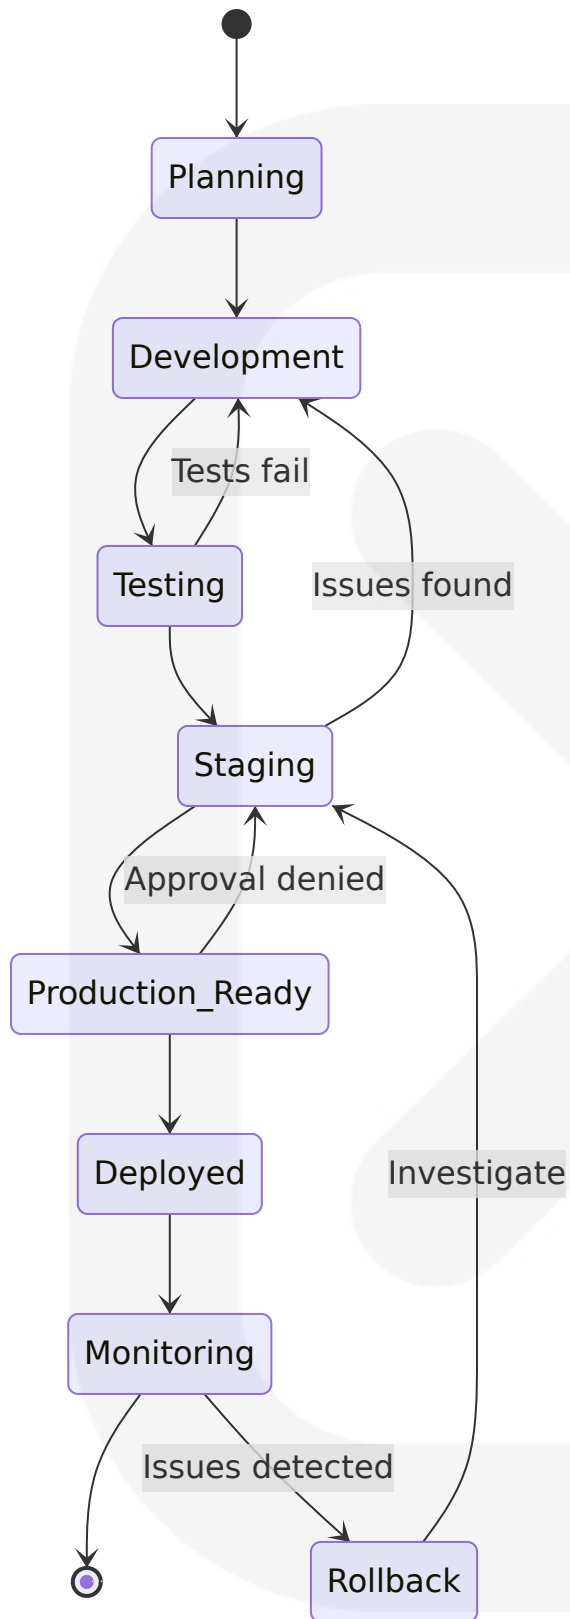 Planning
Development
Tests fail
Testing
Issues found
Staging
Approval denied
Production_Ready
Deployed
Investigate
Monitoring
Issues detected
Rollback